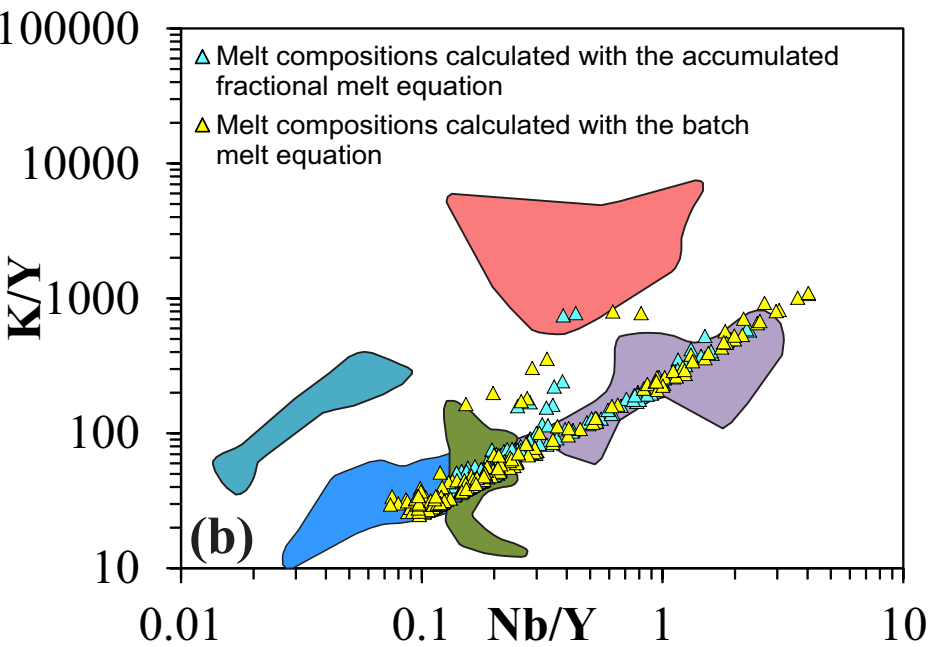 100000
Melt compositions calculated with the accumulated
fractional melt equation
Melt compositions calculated with the batch
melt equation
10000
K/Y
1000
100
(b)
10
0.01 0.1 Nb/Y 1 10